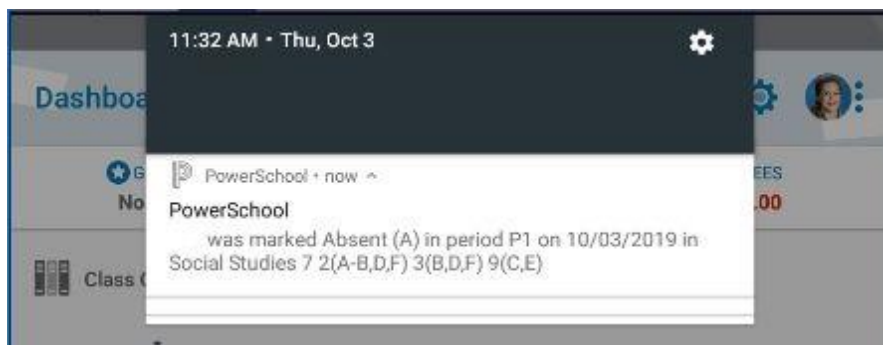 11:32 AM • Thu, Oct 3
Dashboa
G
EES
No
.00
PowerSchool • now
PowerSchool
was marked Absent (A) in period P1 on 10/03/2019 in
Social Studies 7 2(A-B,D,F) 3(B,D,F) 9(C,E)
Class